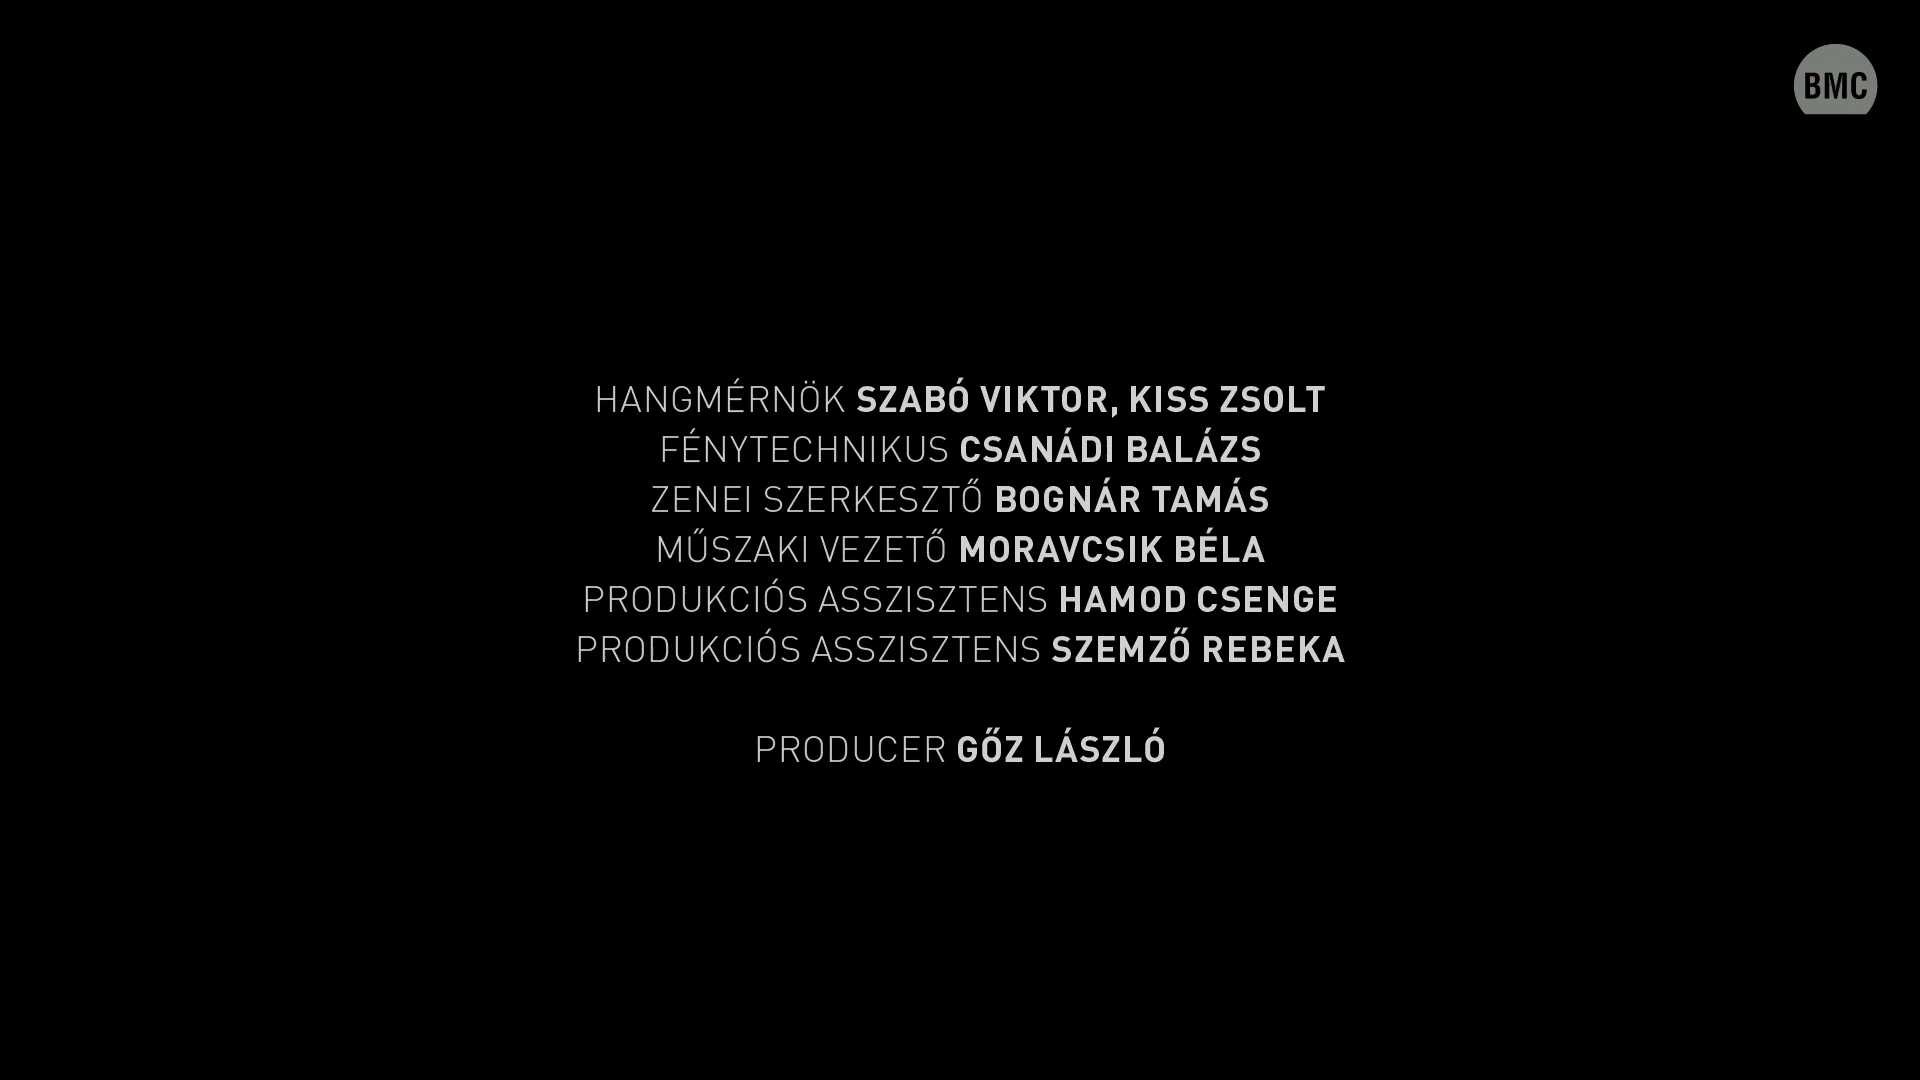 BMC
HANGMÉRNÖK SZABÓ VIKTOR, KISS ZSOLT
FÉNYTECHNIKUS CSANÁDI BALÁZS
ZENEI SZERKESZTŐ BOGNÁR TAMÁS
MŰSZAKI VEZETŐ MORAVCSIK BÉLA
PRODUKCIÓS ASSZISZTENS HAMOD CSENGE
PRODUKCIÓS ASSZISZTENS SZEMZŐ REBEKA
PRODUCER GŐZ LÁSZLÓ